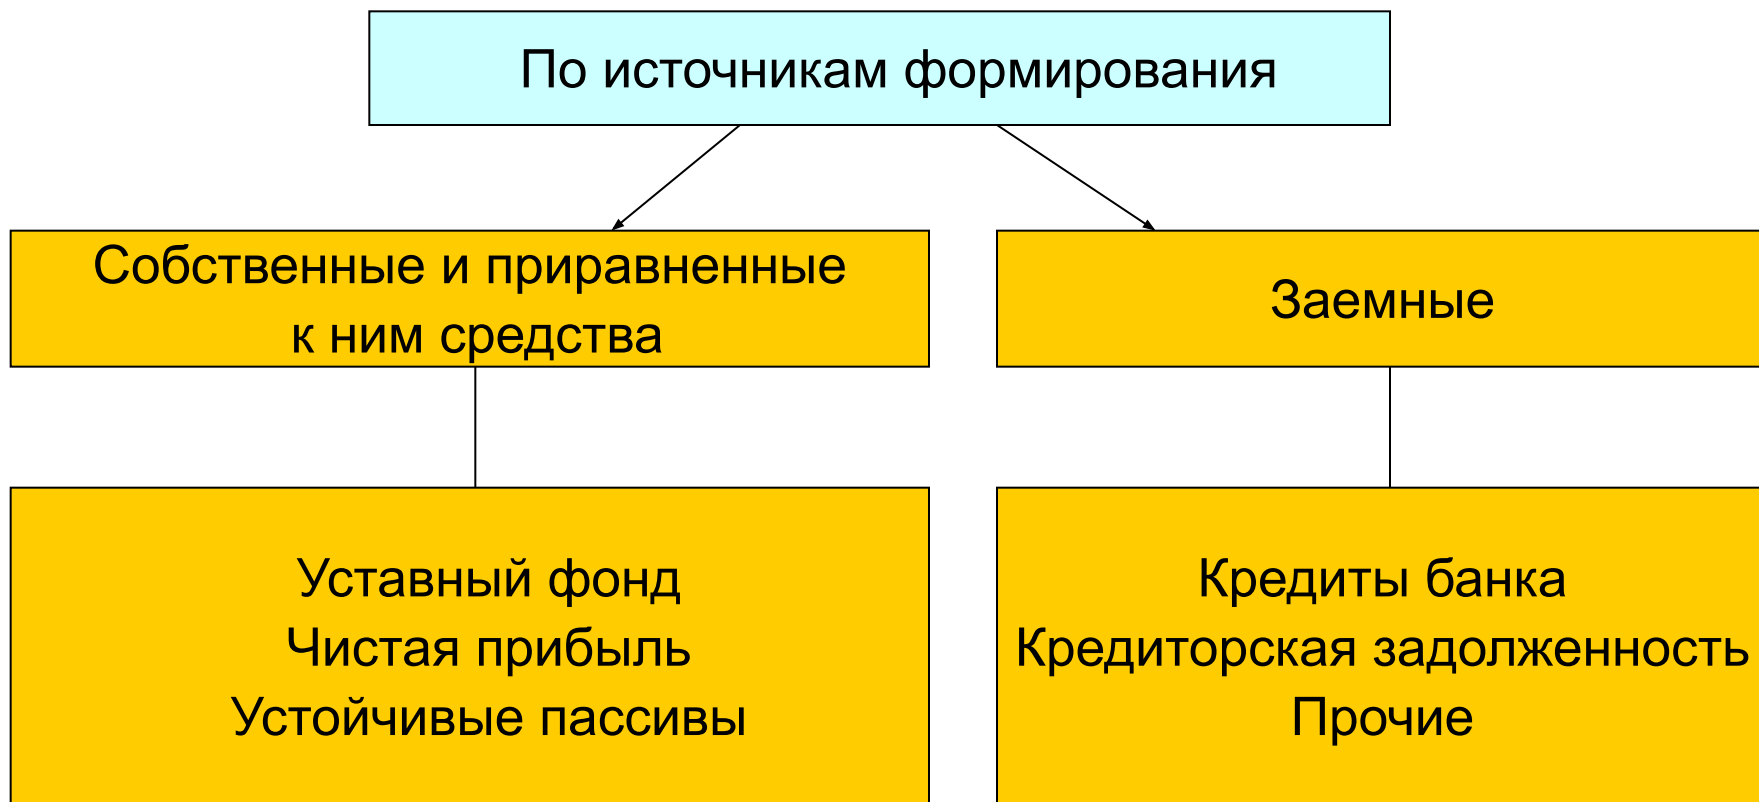 По источникам формирования
Собственные и приравненные
к ним средства
Заемные
Уставный фонд
Чистая прибыль
Устойчивые пассивы
Кредиты банка
Кредиторская задолженность
Прочие